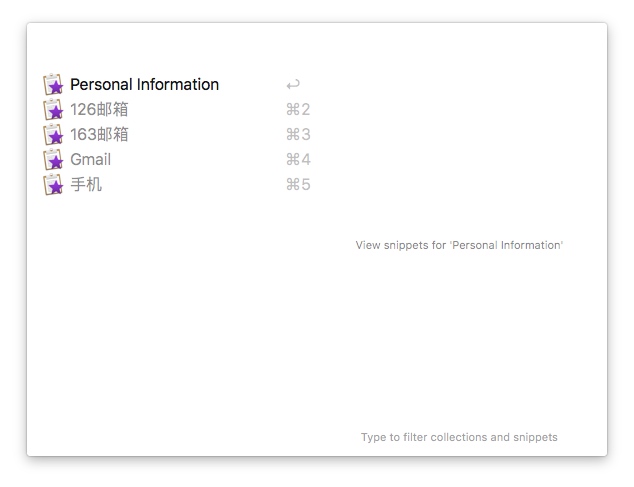 Personal Information ↩
126邮箱 ⌘2
163邮箱 ⌘3
Gmail ⌘4
手机 ⌘5
View snippets for 'Personal Information'
Type to filter collections and snippets